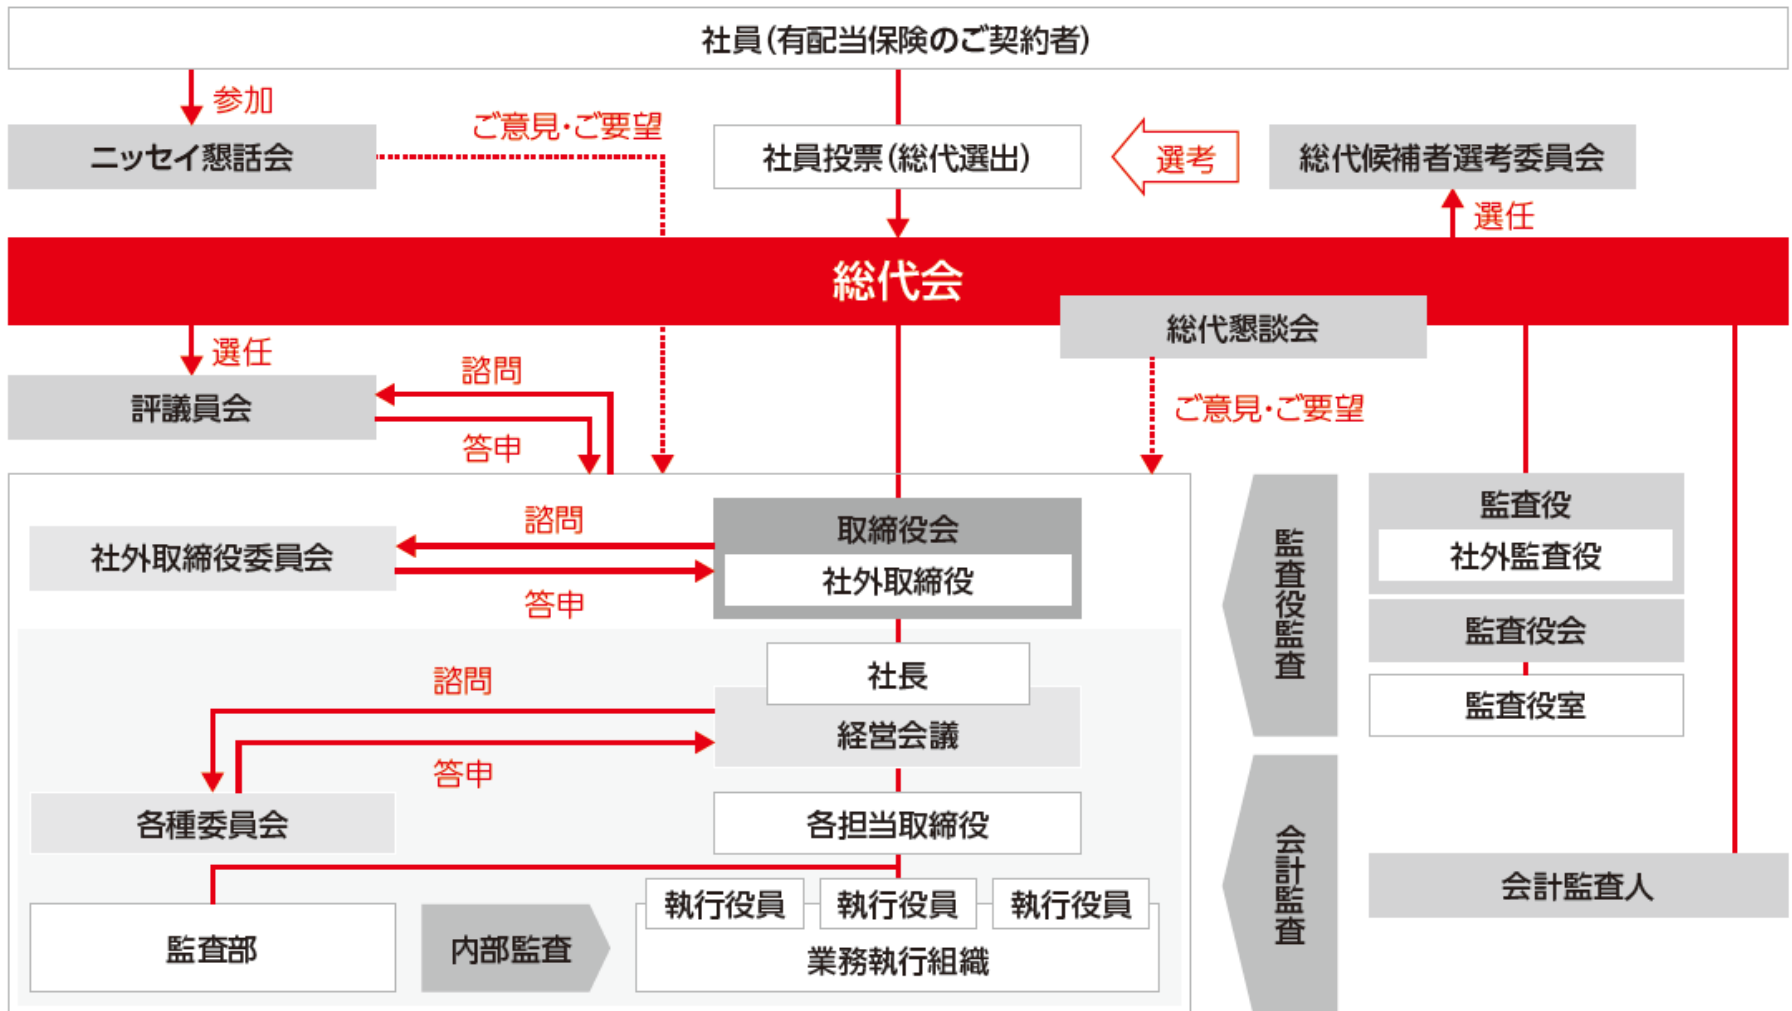 社員(有配当保険のご契約者)
参加
ご意見・ご要望
ニッセイ懇話会
社員投票(総代選出)
選考
総代候補者選考委員会
選任
総代会
総代懇談会
選任
諮問
評議員会
答申
ご意見・ご要望
諮問
社外取締役委員会
答申
取締役会
社外取締役
監査役監査
監査役
社外監査役
監査役会
監査役室
社長
諮問
経営会議
答申
各種委員会
各担当取締役
会計監査
会計監査人
執行役員
執行役員
執行役員
監査部
内部監査
業務執行組織